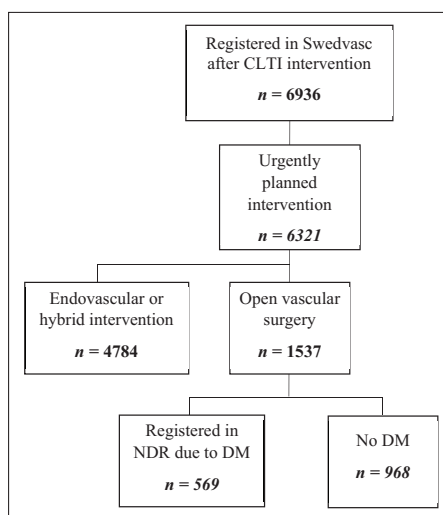 Registered in Swedvasc
after CLTI intervention
n = 6936
Urgently
planned
intervention
n = 6321
Endovascular or
hybrid intervention
n = 4784
Open vascular
surgery
n = 1537
Registered in
NDR due to DM
n = 569
No DM
n = 968